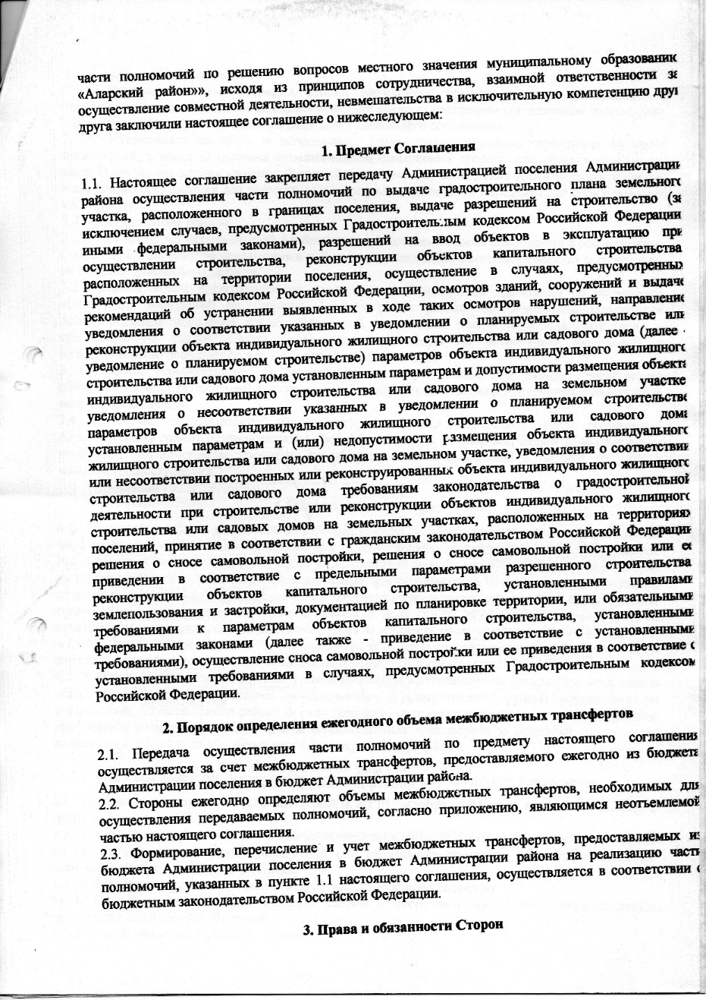 части полномочий по решению вопросов местного значения муниципальному образовани
«Аларский район»», исходя из принципов сотрудничества, взаимной ответственности за
осуществление совместной деятельности, невмешательства в исключительную компетенцию друг
друга заключили настоящее соглашение о нижеследующем:
1. Предмет Соглашения
1.1. Настоящее соглашение закрепляет передачу Администрацией поселения Администрации
района осуществления части полномочий по выдаче градостроительного плана земельного
участка, расположенного в границах поселения, выдаче разрешений на строительство (за
исключением случаев, предусмотренных Градостроительным кодексом Российской Федерации
иными федеральными законами), разрешений на ввод объектов в эксплуатацию при
осуществлении строительства, реконструкции объектов капитального строительства
расположенных на территории поселения, осуществление в случаях, предусмотренных
Градостроительным кодексом Российской Федерации, осмотров зданий, сооружений и выдаче
рекомендаций об устранении выявленных в ходе таких осмотров нарушений, направление
уведомления о соответствии указанных в уведомлении о планируемых строительстве или
реконструкции объекта индивидуального жилищного строительства или садового дома (далее -
уведомление о планируемом строительстве) параметров объекта индивидуального жилищного
строительства или садового дома установленным параметрам и допустимости размещения объекта
индивидуального жилищного строительства или садового дома на земельном участке
уведомления о несоответствии указанных в уведомлении о планируемом строительстве
параметров объекта индивидуального жилищного строительства или садового дома
установленным параметрам и (или) недопустимости размещения объекта индивидуального
жилищного строительства или садового дома на земельном участке, уведомления о соответствии
или несоответствии построенных или реконструированных объекта индивидуального жилищного
строительства или садового дома требованиям законодательства о градостроительной
деятельности при строительстве или реконструкции объектов индивидуального жилищного
строительства или садовых домов на земельных участках, расположенных на территориях
поселений, принятие в соответствии с гражданским законодательством Российской Федерации
решения о сносе самовольной постройки, решения о сносе самовольной постройки или ее
приведении в соответствие с предельными параметрами разрешенного строительства
реконструкции объектов капитального строительства, установленными правилами
землепользования и застройки, документацией по планировке территории, или обязательными
требованиями к параметрам объектов капитального строительства, установленными
федеральными законами (далее также - приведение в соответствие с установленными
требованиями), осуществление сноса самовольной постройки или ее приведения в соответствие с
установленными требованиями в случаях, предусмотренных Градостроительным кодексом
Российской Федерации.
2. Порядок определения ежегодного объема межбюджетных трансфертов
2.1. Передача осуществления части полномочий по предмету настоящего соглашения
осуществляется за счет межбюджетных трансфертов, предоставляемого ежегодно из бюджета
Администрации поселения в бюджет Администрации района.
2.2. Стороны ежегодно определяют объемы межбюджетных трансфертов, необходимых для
осуществления передаваемых полномочий, согласно приложению, являющимся неотъемлемой
частью настоящего соглашения.
2.3. Формирование, перечисление и учет межбюджетных трансфертов, предоставляемых из
бюджета Администрации поселения в бюджет Администрации района на реализацию части
полномочий, указанных в пункте 1.1 настоящего соглашения, осуществляется в соответствии с
бюджетным законодательством Российской Федерации.
3. Права и обязанности Сторон